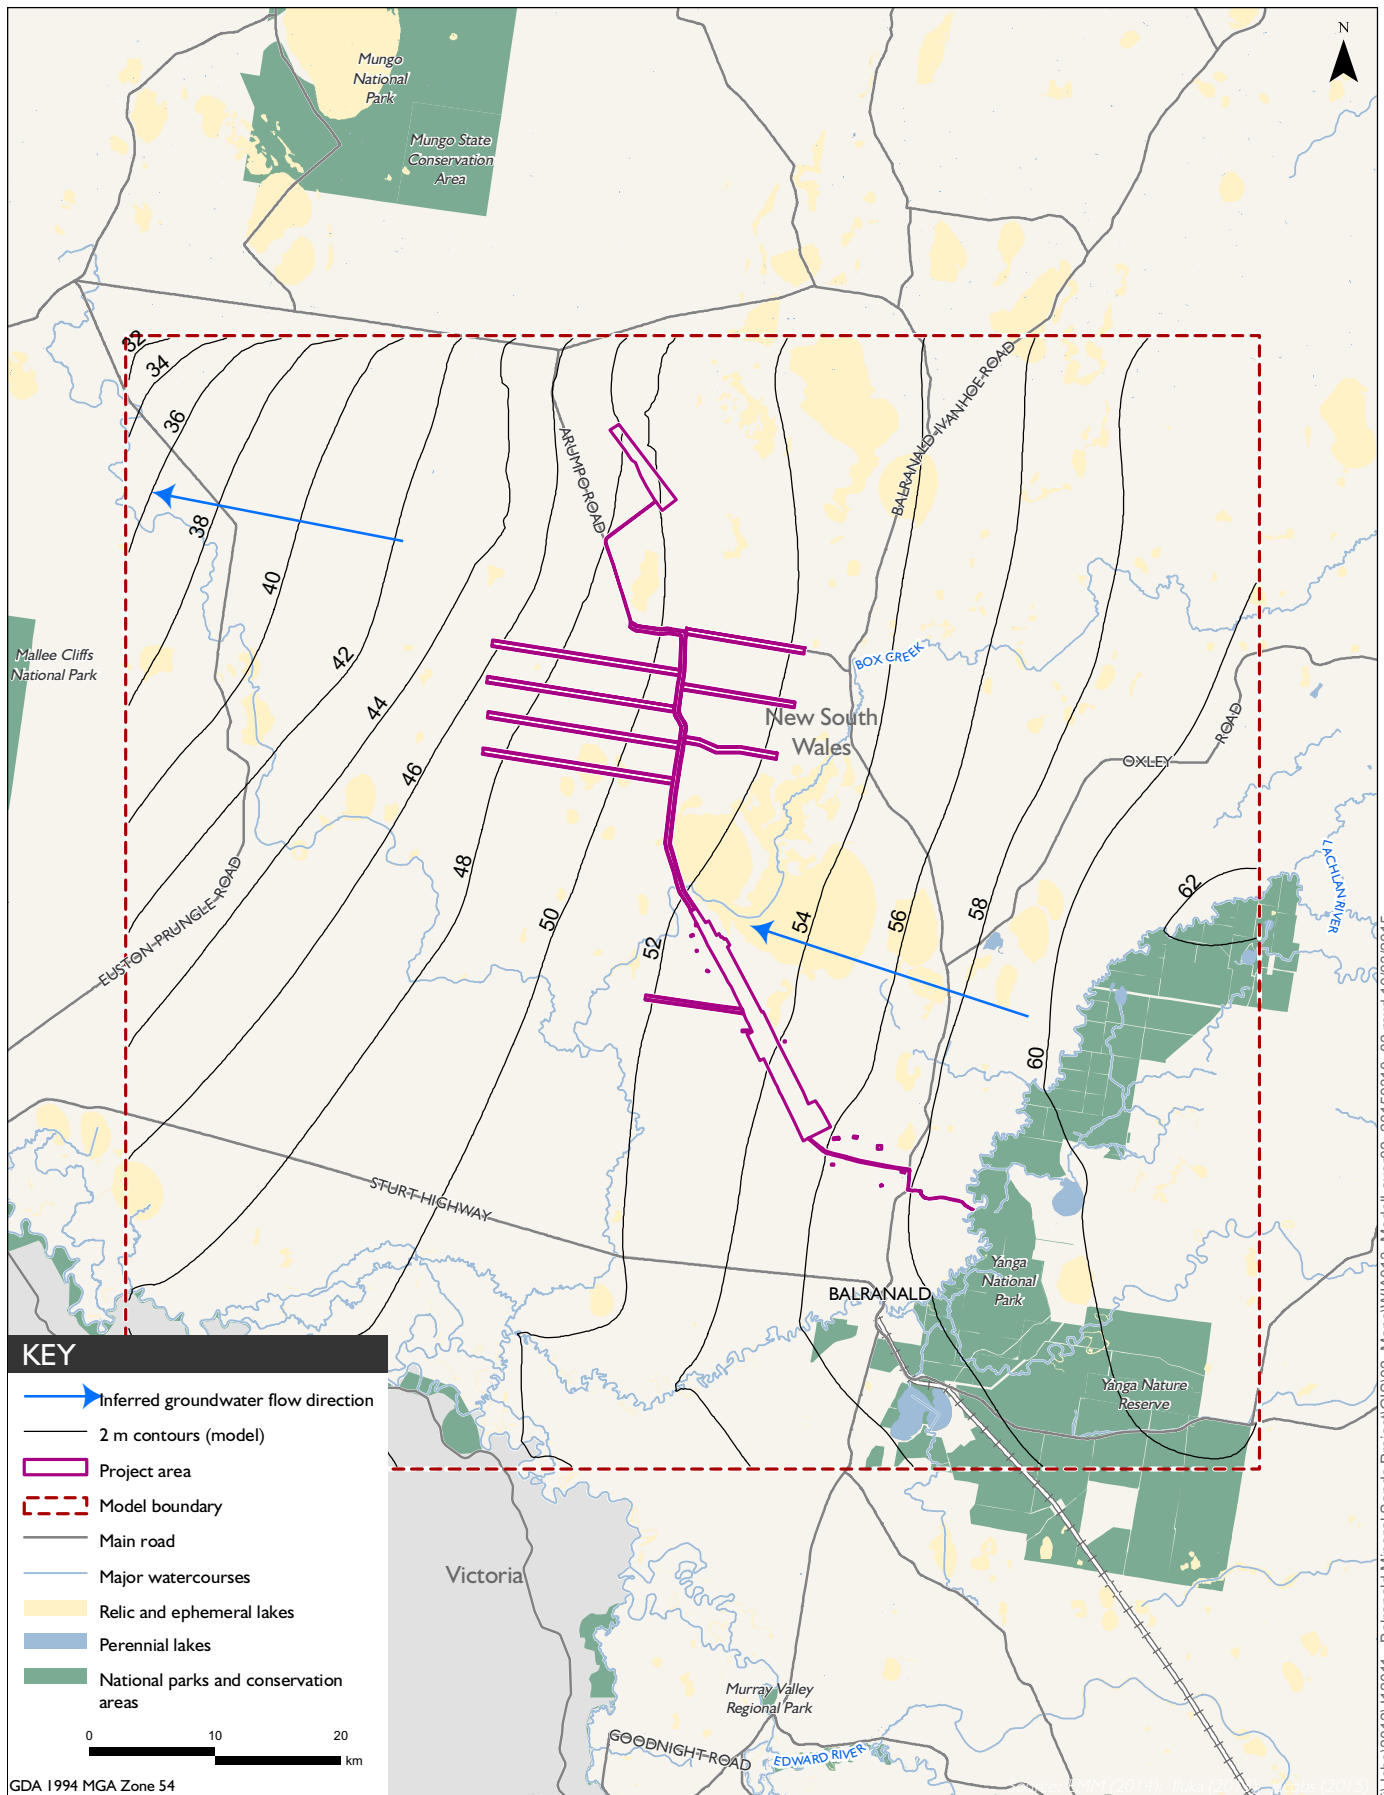 N
Mungo
National
Park
Mungo State
Conservation
Area
32
34
36
38
40
42
44
46
48
50
52
54
56
58
60
62
ARUMPO ROAD
BALRANALD-IVANHOE ROAD
Mallee Cliffs
National Park
BOX CREEK
New South
Wales
OXLEY
ROAD
LACHLAN RIVER
EUSTON-PRUNGLE ROAD
STURT HIGHWAY
BALRANALD
Yanga
National
Park
Yanga Nature
Reserve
Victoria
Murray Valley
Regional Park
GOODNIGHT ROAD
EDWARD RIVER
KEY
Inferred groundwater flow direction
2 m contours (model)
Project area
Model boundary
Main road
Major watercourses
Relic and ephemeral lakes
Perennial lakes
National parks and conservation
areas
0 10 20
km
GDA 1994 MGA Zone 54